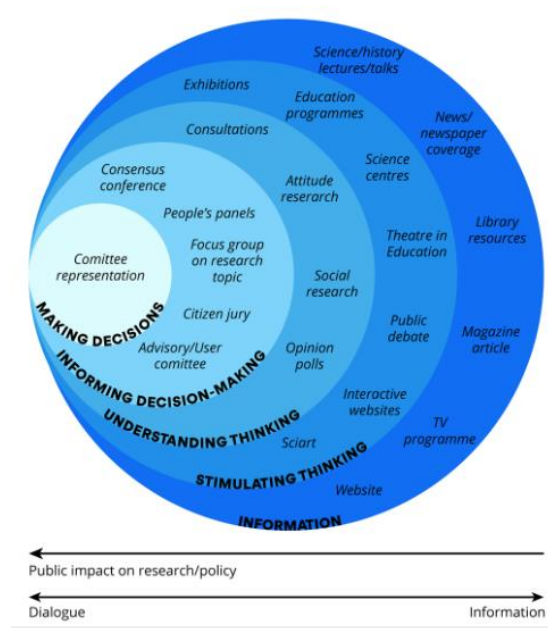 Science/history
lectures/talks
Exhibitions
Education
programmes
News/
newspaper
coverage
Consultations
Science
centres
Consensus
conference
Attitude
rerearch
People's panels
Library
resources
Theatre in
Education
Focus group
on research
topic
Comittee
representation
Social
research
Citizen jury
Public
debate
Magazine
article
Advisory/User
comittee
Opinion
polls
Interactive
websites
TV
programme
Sciart
Website
MAKING DECISIONS
INFORMING DECISION-MAKING
UNDERSTANDING THINKING
STIMULATING THINKING
INFORMATION
Public impact on research/policy
Dialogue
Information